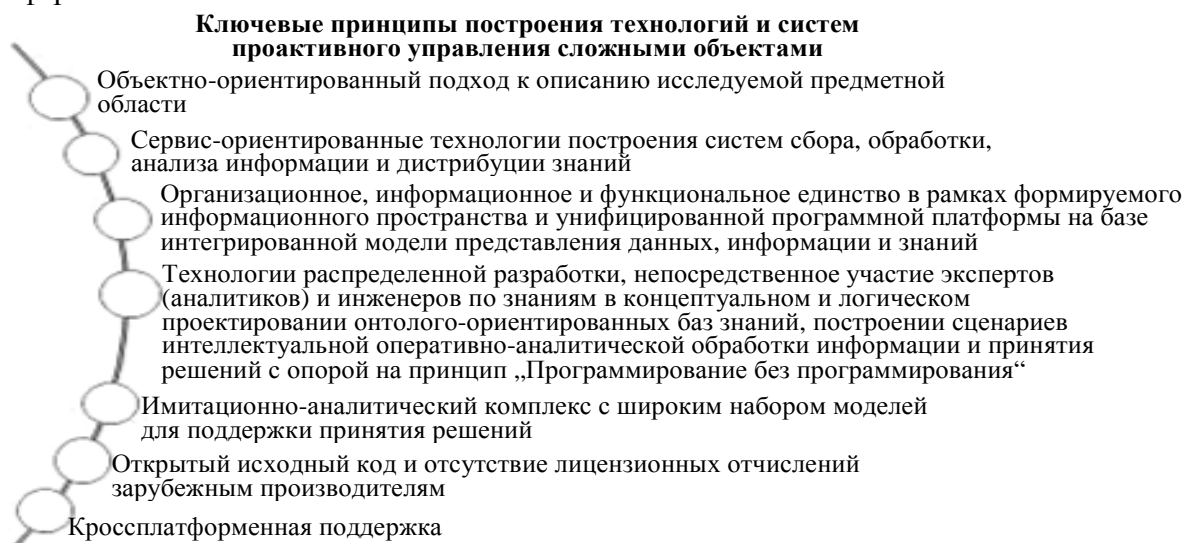 Ключевые принципы построения технологий и систем
проактивного управления сложными объектами
Объектно-ориентированный подход к описанию исследуемой предметной
области
Сервис-ориентированные технологии построения систем сбора, обработки,
анализа информации и дистрибуции знаний
Организационное, информационное и функциональное единство в рамках формируемого
информационного пространства и унифицированной программной платформы на базе
интегрированной модели представления данных, информации и знаний
Технологии распределенной разработки, непосредственное участие экспертов
(аналитиков) и инженеров по знаниям в концептуальном и логическом
проектировании онтолого-ориентированных баз знаний, построении сценариев
интеллектуальной оперативно-аналитической обработки информации и принятия
решений с опорой на принцип „Программирование без программирования“
Имитационно-аналитический комплекс с широким набором моделей
для поддержки принятия решений
Открытый исходный код и отсутствие лицензионных отчислений
зарубежным производителям
Кроссплатформенная поддержка